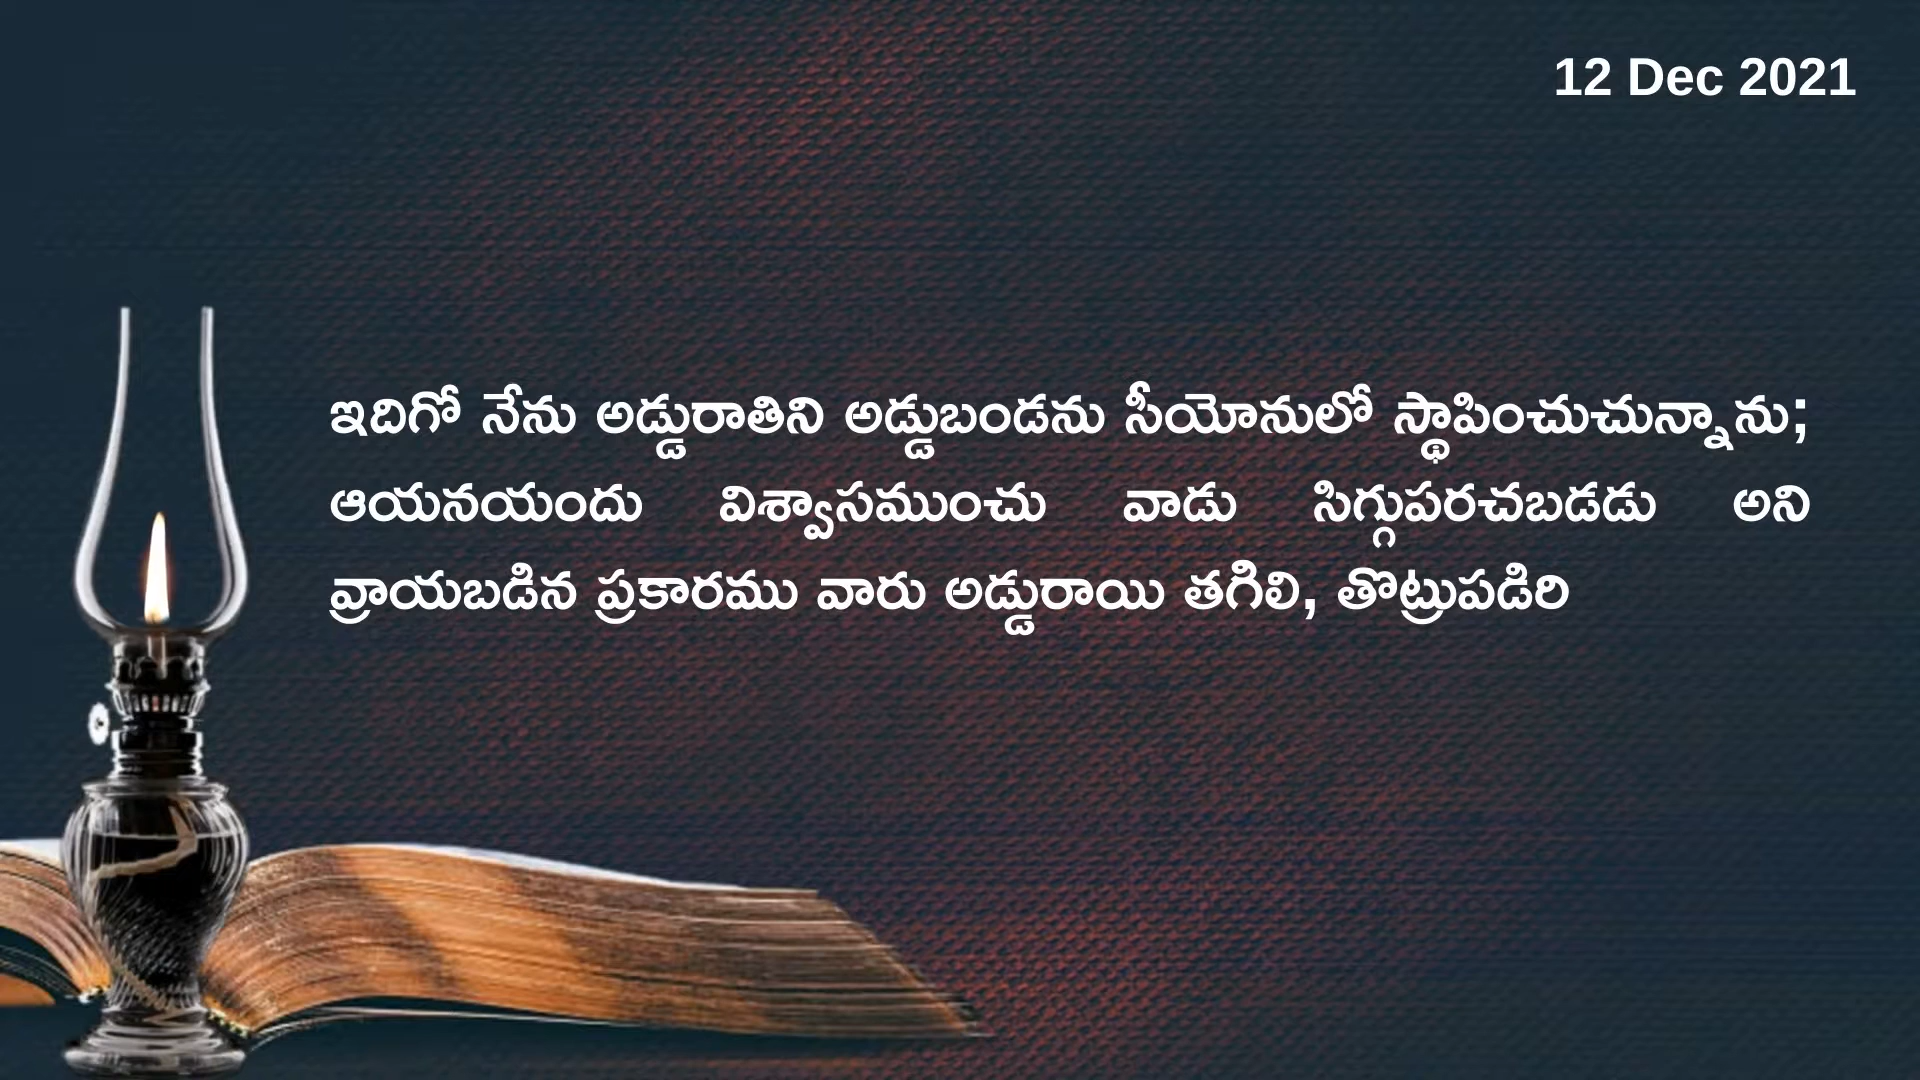 12 Dec 2021
ఇదిగో నేను అడ్డురాతిని అడ్డుబండను సీయోనులో స్థాపించుచున్నాను;
ఆయనయందు విశ్వాసముంచు వాడు సిగ్గుపరచబడడు అని
వ్రాయబడిన ప్రకారము వారు అడ్డురాయి తగిలి, తొట్రుపడిరి